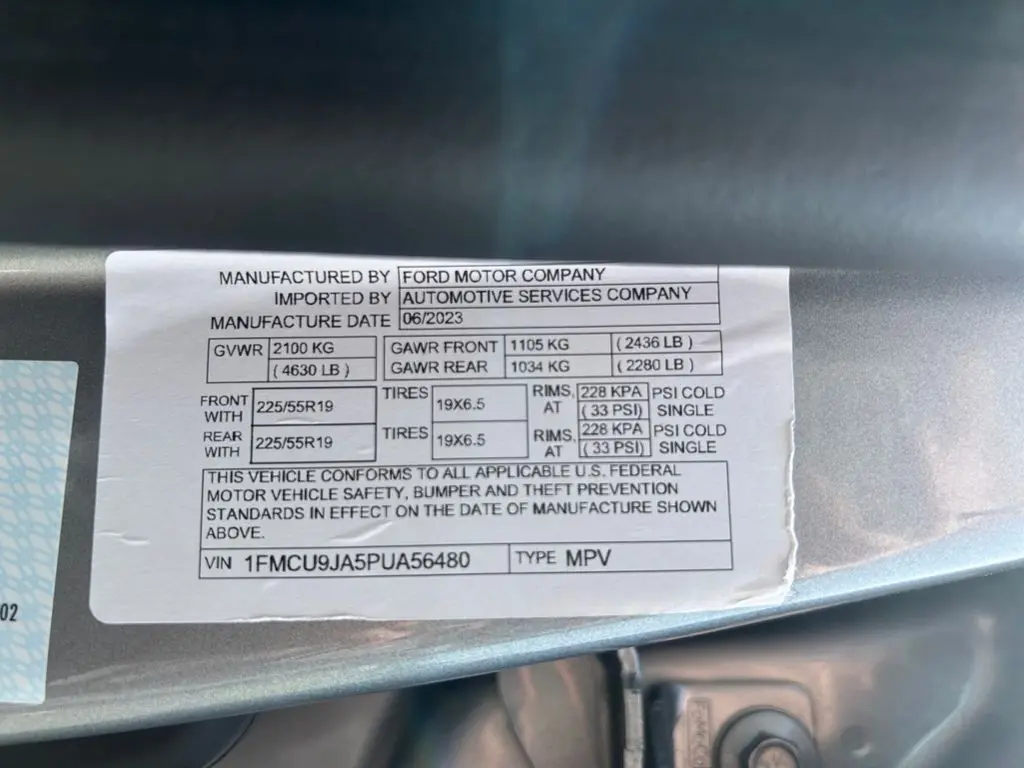 MANUFACTURED BY FORD MOTOR COMPANY
IMPORTED BY AUTOMOTIVE SERVICES COMPANY
MANUFACTURE DATE 06/2023
GVWR 2100 KG GAWR FRONT 1105 KG ( 2436 LB )
( 4630 LB ) GAWR REAR 1034 KG ( 2280 LB )
FRONT WITH 225/55R19 TIRES 19X6.5 RIMS, AT 228 KPA ( 33 PSI) PSI COLD SINGLE
REAR WITH 225/55R19 TIRES 19X6.5 RIMS, AT 228 KPA ( 33 PSI) PSI COLD SINGLE
THIS VEHICLE CONFORMS TO ALL APPLICABLE U.S. FEDERAL
MOTOR VEHICLE SAFETY, BUMPER AND THEFT PREVENTION
STANDARDS IN EFFECT ON THE DATE OF MANUFACTURE SHOWN
ABOVE.
VIN 1FMCU9JA5PUA56480 TYPE MPV
02